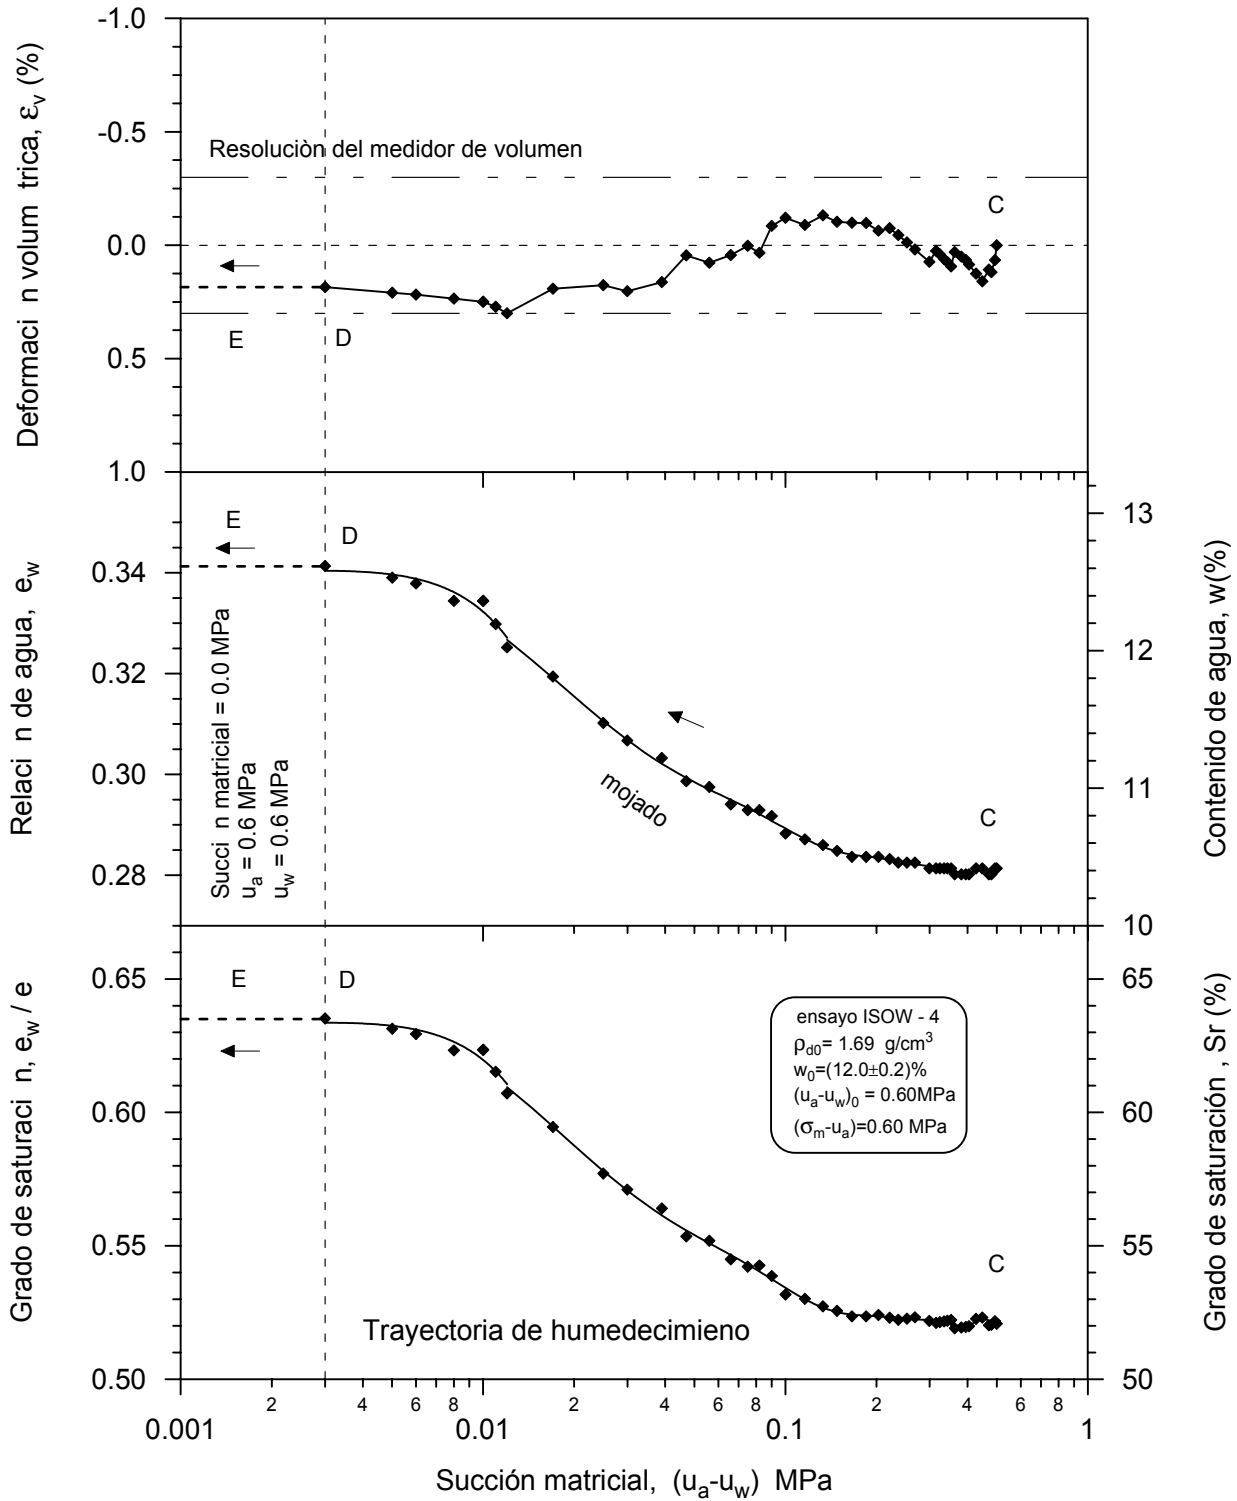 Deformaci n volum trica, εv (%)
-1.0
-0.5
0.0
0.5
1.0
Resoluciòn del medidor de volumen
C
E
D
Relaci n de agua, ew
0.34
0.32
0.30
0.28
E
D
Succi n matricial = 0.0 MPa
ua = 0.6 MPa
uw = 0.6 MPa
mojado
C
13
12
11
10
Contenido de agua, w(%)
Grado de saturaci n, ew / e
0.65
0.60
0.55
0.50
E
D
ensayo ISOW - 4
ρd0= 1.69 g/cm³
w0=(12.0±0.2)%
(ua-uw)0 = 0.60MPa
(σm-ua)=0.60 MPa
C
Trayectoria de humedecimieno
65
60
55
50
Grado de saturación , Sr (%)
2 4 6 8 2 4 6 8 2 4 6 8
0.001 0.01 0.1 1
Succión matricial, (ua-uw) MPa